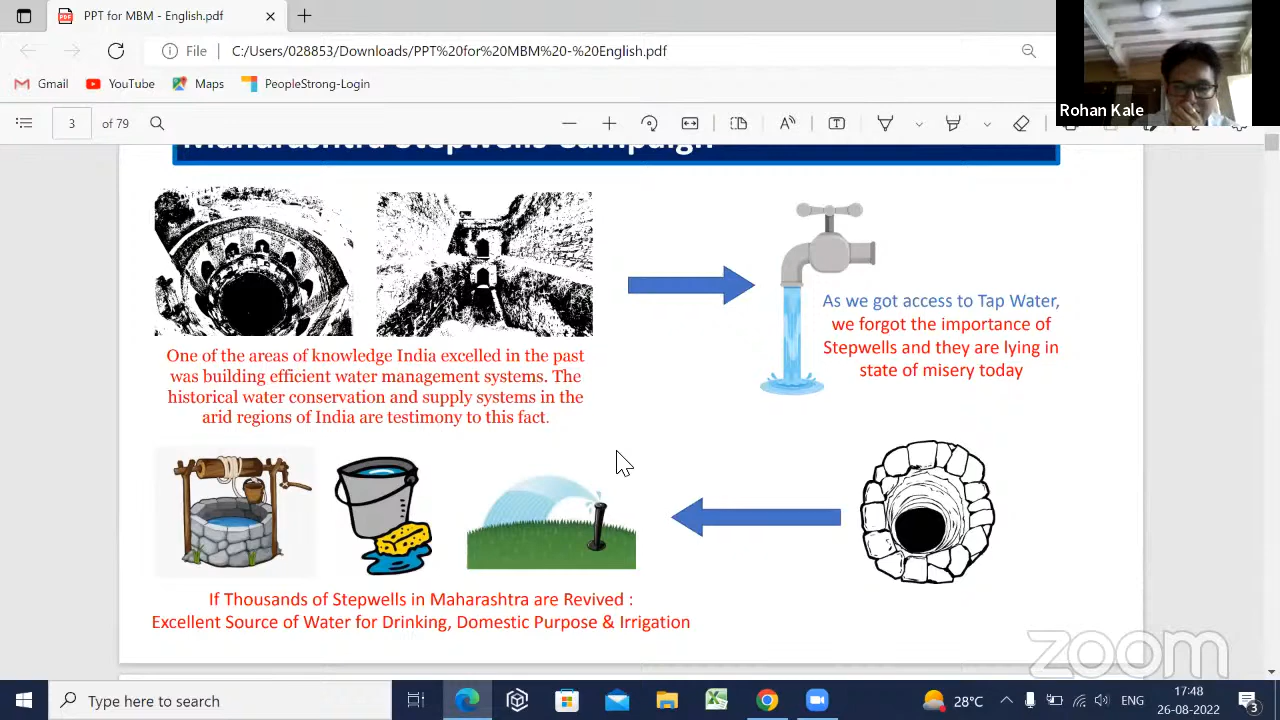 PPT for MBM - English.pdf
File
C:/Users/028853/Downloads/PPT%20for%20MBM%20-%20English.pdf
Gmail
YouTube
Maps
PeopleStrong-Login
Rohan Kale
3
of 79
Maharashtra Stepwells Campaign
One of the areas of knowledge India excelled in the past
was building efficient water management systems. The
historical water conservation and supply systems in the
arid regions of India are testimony to this fact.
As we got access to Tap Water,
we forgot the importance of
Stepwells and they are lying in
state of misery today
If Thousands of Stepwells in Maharashtra are Revived :
Excellent Source of Water for Drinking, Domestic Purpose & Irrigation
zoom
Type here to search
28°C
ENG
17:48
26-08-2022
3